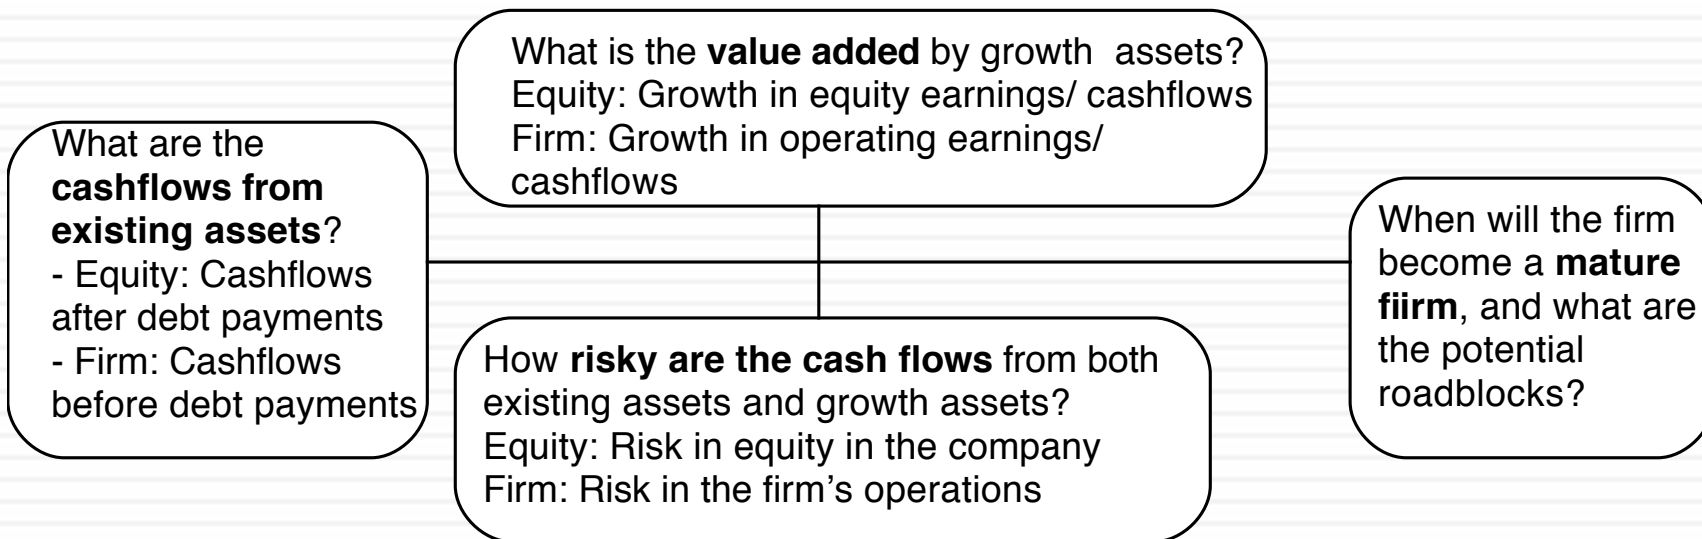 What is the value added by growth assets?
Equity: Growth in equity earnings/ cashflows
Firm: Growth in operating earnings/
cashflows
What are the
cashflows from
existing assets?
- Equity: Cashflows
after debt payments
- Firm: Cashflows
before debt payments
How risky are the cash flows from both
existing assets and growth assets?
Equity: Risk in equity in the company
Firm: Risk in the firm’s operations
When will the firm
become a mature
fiirm, and what are
the potential
roadblocks?